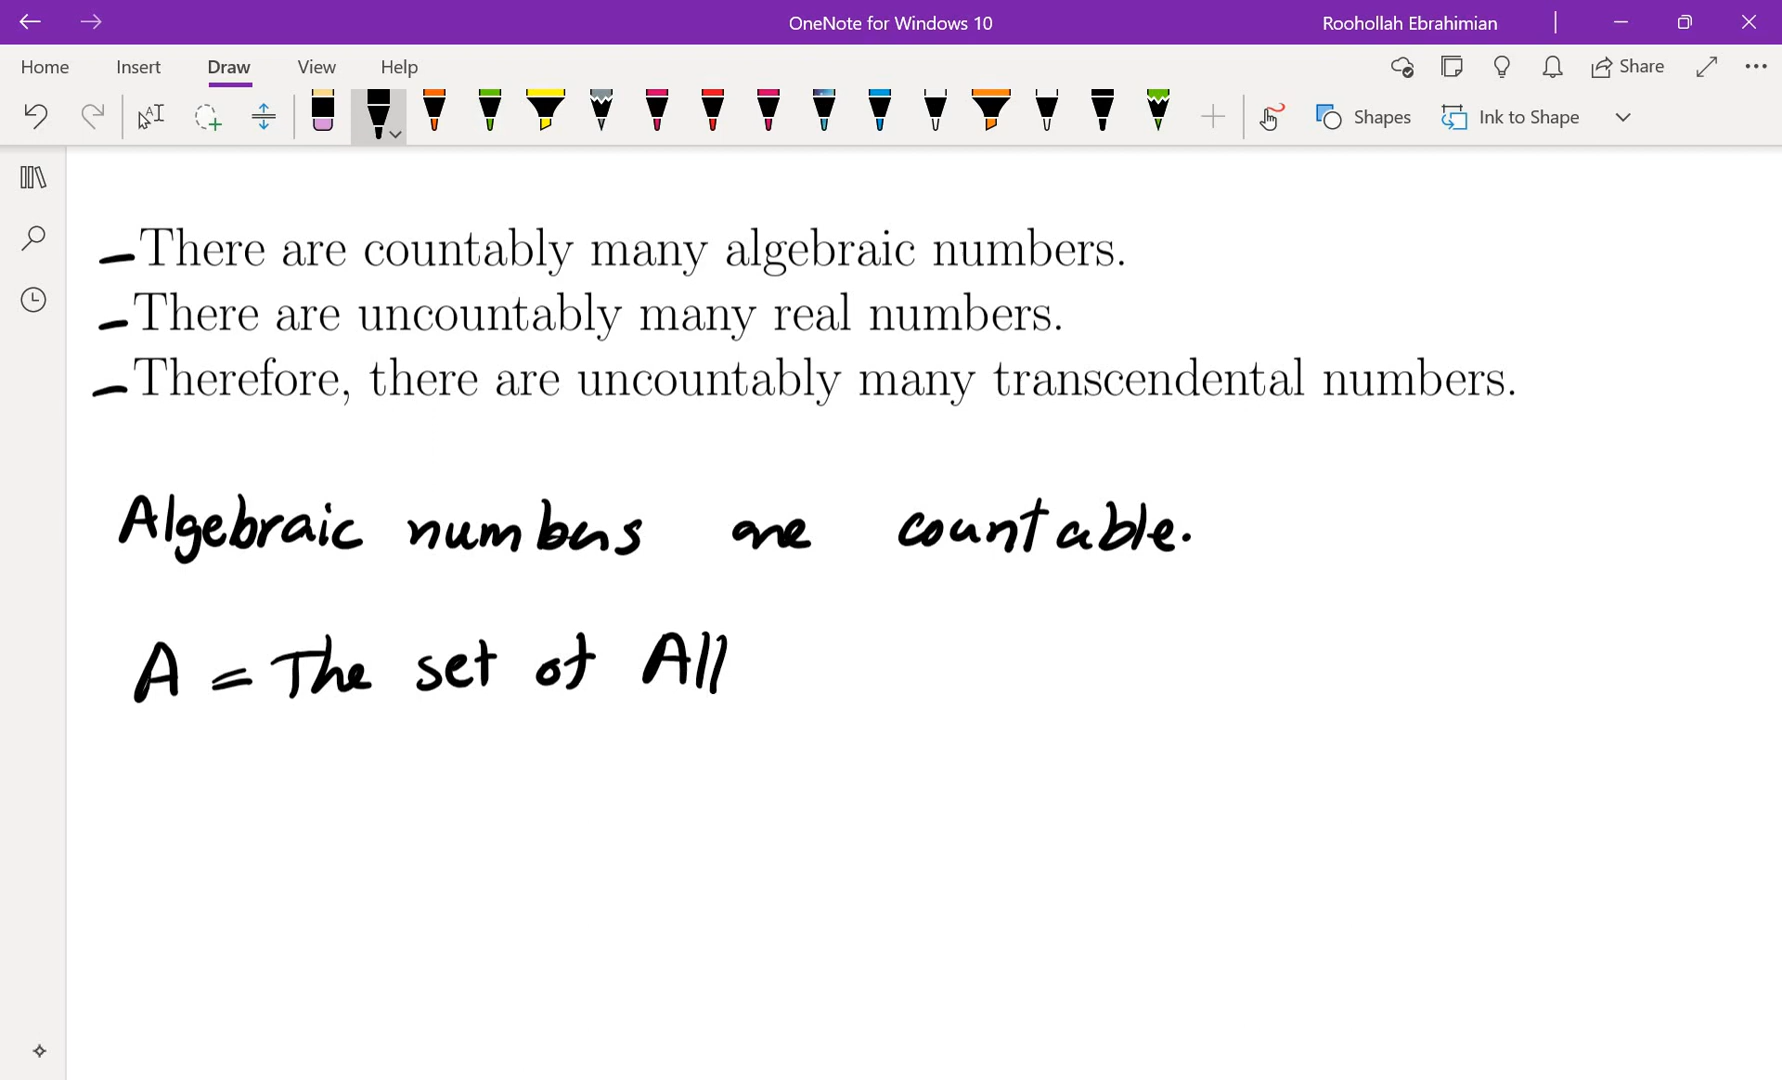 OneNote for Windows 10
Roohollah Ebrahimian
Home Insert Draw View Help
Share
Shapes Ink to Shape
–There are countably many algebraic numbers.
–There are uncountably many real numbers.
–Therefore, there are uncountably many transcendental numbers.
Algebraic numbers are countable.
A = The set of All